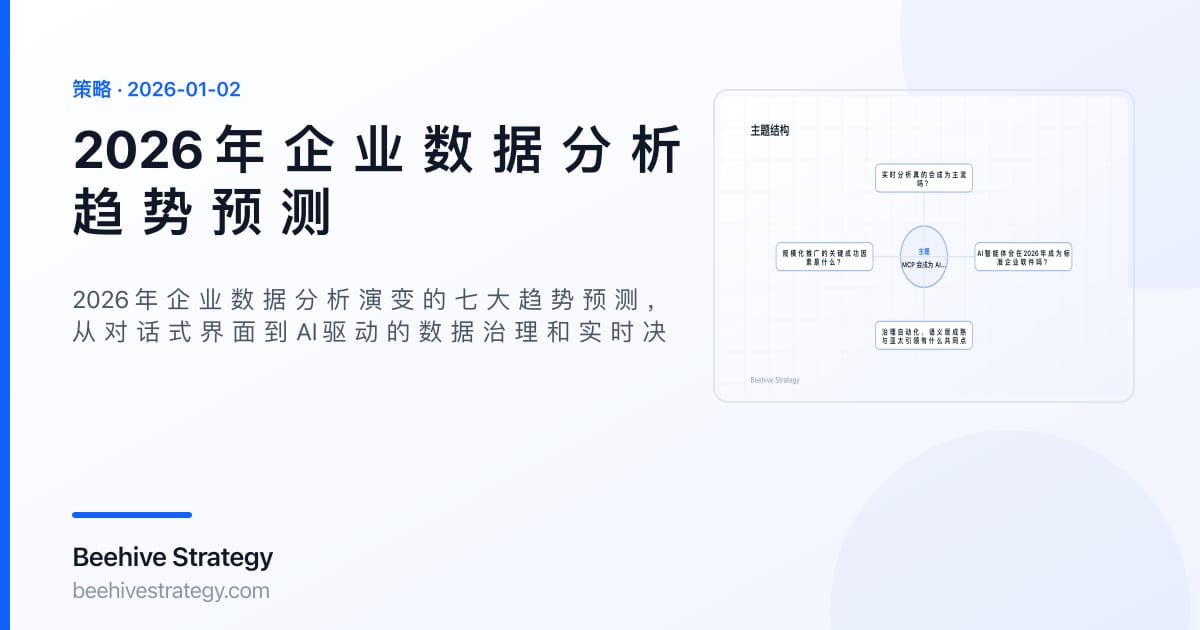 策略 · 2026-01-02
2026年企业数据分析
趋势预测
2026年企业数据分析演变的七大趋势预测，
从对话式界面到AI驱动的数据治理和实时决
Beehive Strategy
beehivestrategy.com
主题结构
实时分析真的会成为主流
吗？
规模化推广的关键成功因
素是什么？
主题
MCP 会成为 AI...
AI智能体会在2026年成为标
准企业软件吗？
治理自动化、语义层成熟
与亚太引领有什么共同点
Beehive Strategy